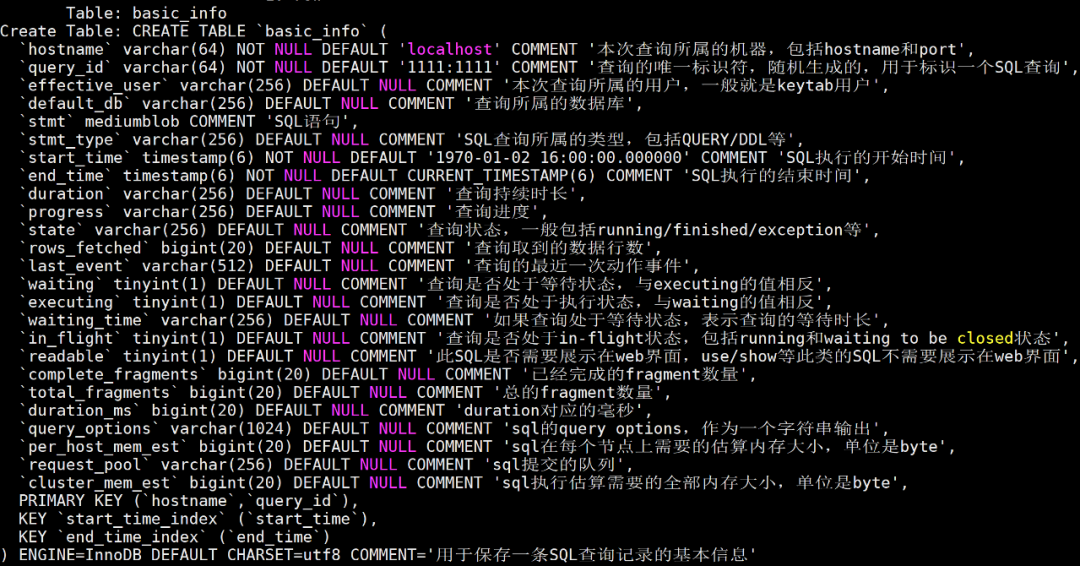 Table: basic_info
Create Table: CREATE TABLE `basic_info` (
`hostname` varchar(64) NOT NULL DEFAULT 'localhost' COMMENT '本次查询所属的机器，包括hostname和port',
`query_id` varchar(64) NOT NULL DEFAULT '1111:1111' COMMENT '查询的唯一标识符，随机生成的，用于标识一个SQL查询',
`effective_user` varchar(256) DEFAULT NULL COMMENT '本次查询所属的用户，一般就是keytab用户',
`default_db` varchar(256) DEFAULT NULL COMMENT '查询所属的数据库',
`stmt` mediumblob COMMENT 'SQL语句',
`stmt_type` varchar(256) DEFAULT NULL COMMENT 'SQL查询所属的类型，包括QUERY/DDL等',
`start_time` timestamp(6) NOT NULL DEFAULT '1970-01-02 16:00:00.000000' COMMENT 'SQL执行的开始时间',
`end_time` timestamp(6) NOT NULL DEFAULT CURRENT_TIMESTAMP(6) COMMENT 'SQL执行的结束时间',
`duration` varchar(256) DEFAULT NULL COMMENT '查询持续时长',
`progress` varchar(256) DEFAULT NULL COMMENT '查询进度',
`state` varchar(256) DEFAULT NULL COMMENT '查询状态，一般包括running/finished/exception等',
`rows_fetched` bigint(20) DEFAULT NULL COMMENT '查询取到的数据行数',
`last_event` varchar(512) DEFAULT NULL COMMENT '查询的最近一次动作事件',
`waiting` tinyint(1) DEFAULT NULL COMMENT '查询是否处于等待状态，与executing的值相反',
`executing` tinyint(1) DEFAULT NULL COMMENT '查询是否处于执行状态，与waiting的值相反',
`waiting_time` varchar(256) DEFAULT NULL COMMENT '如果查询处于等待状态，表示查询的等待时长',
`in_flight` tinyint(1) DEFAULT NULL COMMENT '查询是否处于in-flight状态，包括running和waiting to be closed状态',
`readable` tinyint(1) DEFAULT NULL COMMENT '此SQL是否需要展示在web界面，use/show等此类的SQL不需要展示在web界面',
`complete_fragments` bigint(20) DEFAULT NULL COMMENT '已经完成的fragment数量',
`total_fragments` bigint(20) DEFAULT NULL COMMENT '总的fragment数量',
`duration_ms` bigint(20) DEFAULT NULL COMMENT 'duration对应的毫秒',
`query_options` varchar(1024) DEFAULT NULL COMMENT 'sql的query options，作为一个字符串输出',
`per_host_mem_est` bigint(20) DEFAULT NULL COMMENT 'sql在每个节点上需要的估算内存大小，单位是byte',
`request_pool` varchar(256) DEFAULT NULL COMMENT 'sql提交的队列',
`cluster_mem_est` bigint(20) DEFAULT NULL COMMENT 'sql执行估算需要的全部内存大小，单位是byte',
PRIMARY KEY (`hostname`,`query_id`),
KEY `start_time_index` (`start_time`),
KEY `end_time_index` (`end_time`)
) ENGINE=InnoDB DEFAULT CHARSET=utf8 COMMENT='用于保存一条SQL查询记录的基本信息'